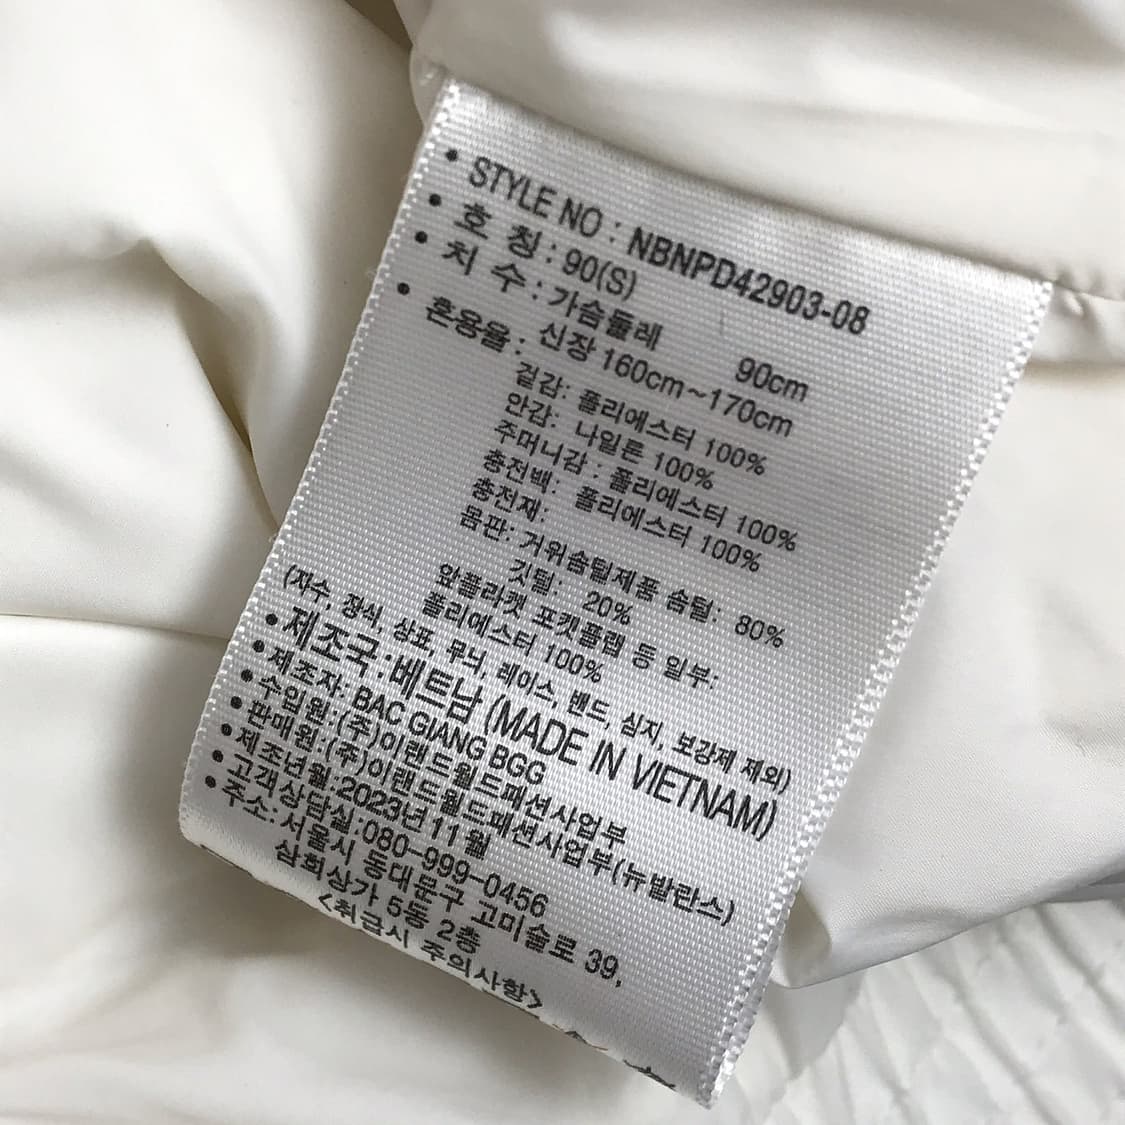 • STYLE NO : NBNPD42903-08
• 호 칭 : 90(S)
• 치 수 : 가슴둘레 90cm
신장 160cm~170cm
• 혼용율 :
겉감: 폴리에스터 100%
안감: 나일론 100%
주머니감 : 폴리에스터 100%
충전백: 폴리에스터 100%
충전재:
몸판: 거위솜털제품 솜털: 80%
깃털: 20%
앞플라켓 포켓플랩 등 일부:
폴리에스터 100%
(자수, 장식, 상표, 무늬, 레이스, 밴드, 심지, 보강제 제외)
• 제조국 : 베트남 (MADE IN VIETNAM)
• 제조자: BAC GIANG BGG
• 수입원:(주)이랜드월드패션사업부
• 판매원:(주)이랜드월드패션사업부(뉴발란스)
• 제조년월:2023년11월
• 고객상담실:080-999-0456
• 주소: 서울시 동대문구 고미술로 39,
삼희상가 6동 2층
<취급시 주의사항>